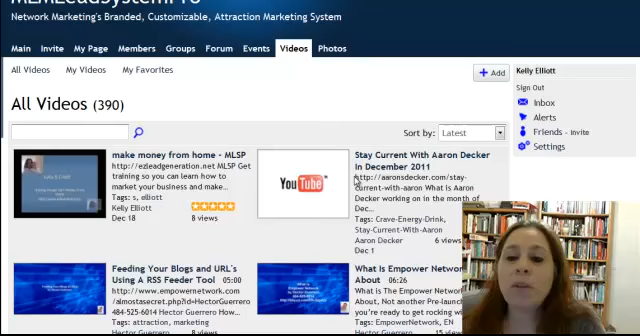 MLMLeadSystemPro
Network Marketing's Branded, Customizable, Attraction Marketing System
Main Invite My Page Members Groups Forum Events Videos Photos
All Videos My Videos My Favorites
+ Add
Kelly Elliott
Sign Out
Inbox
Alerts
Friends - Invite
Settings
All Videos (390)
Sort by: Latest
make money from home - MLSP
http://ezleadgeneration.net MLSP Get
training so you can learn how to
market your business and make...
Tags: s, elliott
Kelly Elliott
Dec 18 8 views
YouTube
Stay Current With Aaron Decker
in December 2011
http://aaronsdecker.com/stay-
current-with-aaron What is Aaron
Decker working on in the month of
Dec...
Tags: Crave-Energy-Drink,
Stay-Current-With-Aaron
Aaron Decker 6 views
Dec 1
Feeding Your Blogs and URL's
Using A RSS Feeder Tool 05:00
http://www.empowernetwork.com
/almostasecret.php?id=HectorGuerrero
484-525-6014 Hector Guerrero How...
Tags: attraction, marketing
Hector Guerrero 8 views
What Is Empower Networ
About 06:26
About, Not another Pre-launch
you're ready to get rocking wi
Tags: EmpowerNetwork, EN
Hector Guerrero 15 views